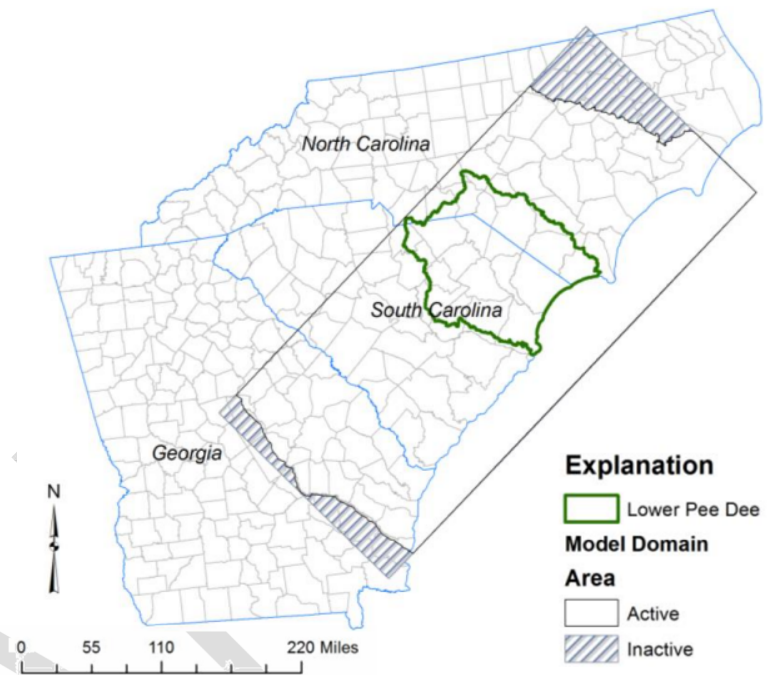 North Carolina
South Carolina
Georgia
N
Explanation
Lower Pee Dee
Model Domain
Area
Active
Inactive
0 55 110 220 Miles